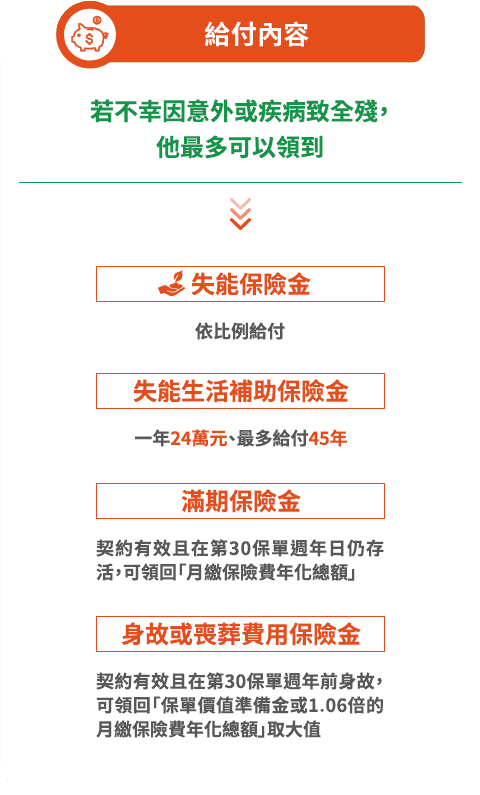 給付內容
若不幸因意外或疾病致全殘，
他最多可以領到
失能保險金
依比例給付
失能生活補助保險金
一年24萬元、最多給付45年
滿期保險金
契約有效且在第30保單週年日仍存
活，可領回「月繳保險費年化總額」
身故或喪葬費用保險金
契約有效且在第30保單週年前身故，
可領回「保單價值準備金或1.06倍的
月繳保險費年化總額」取大值